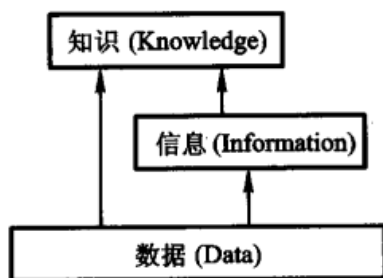 知识 (Knowledge)
信息 (Information)
数据 (Data)